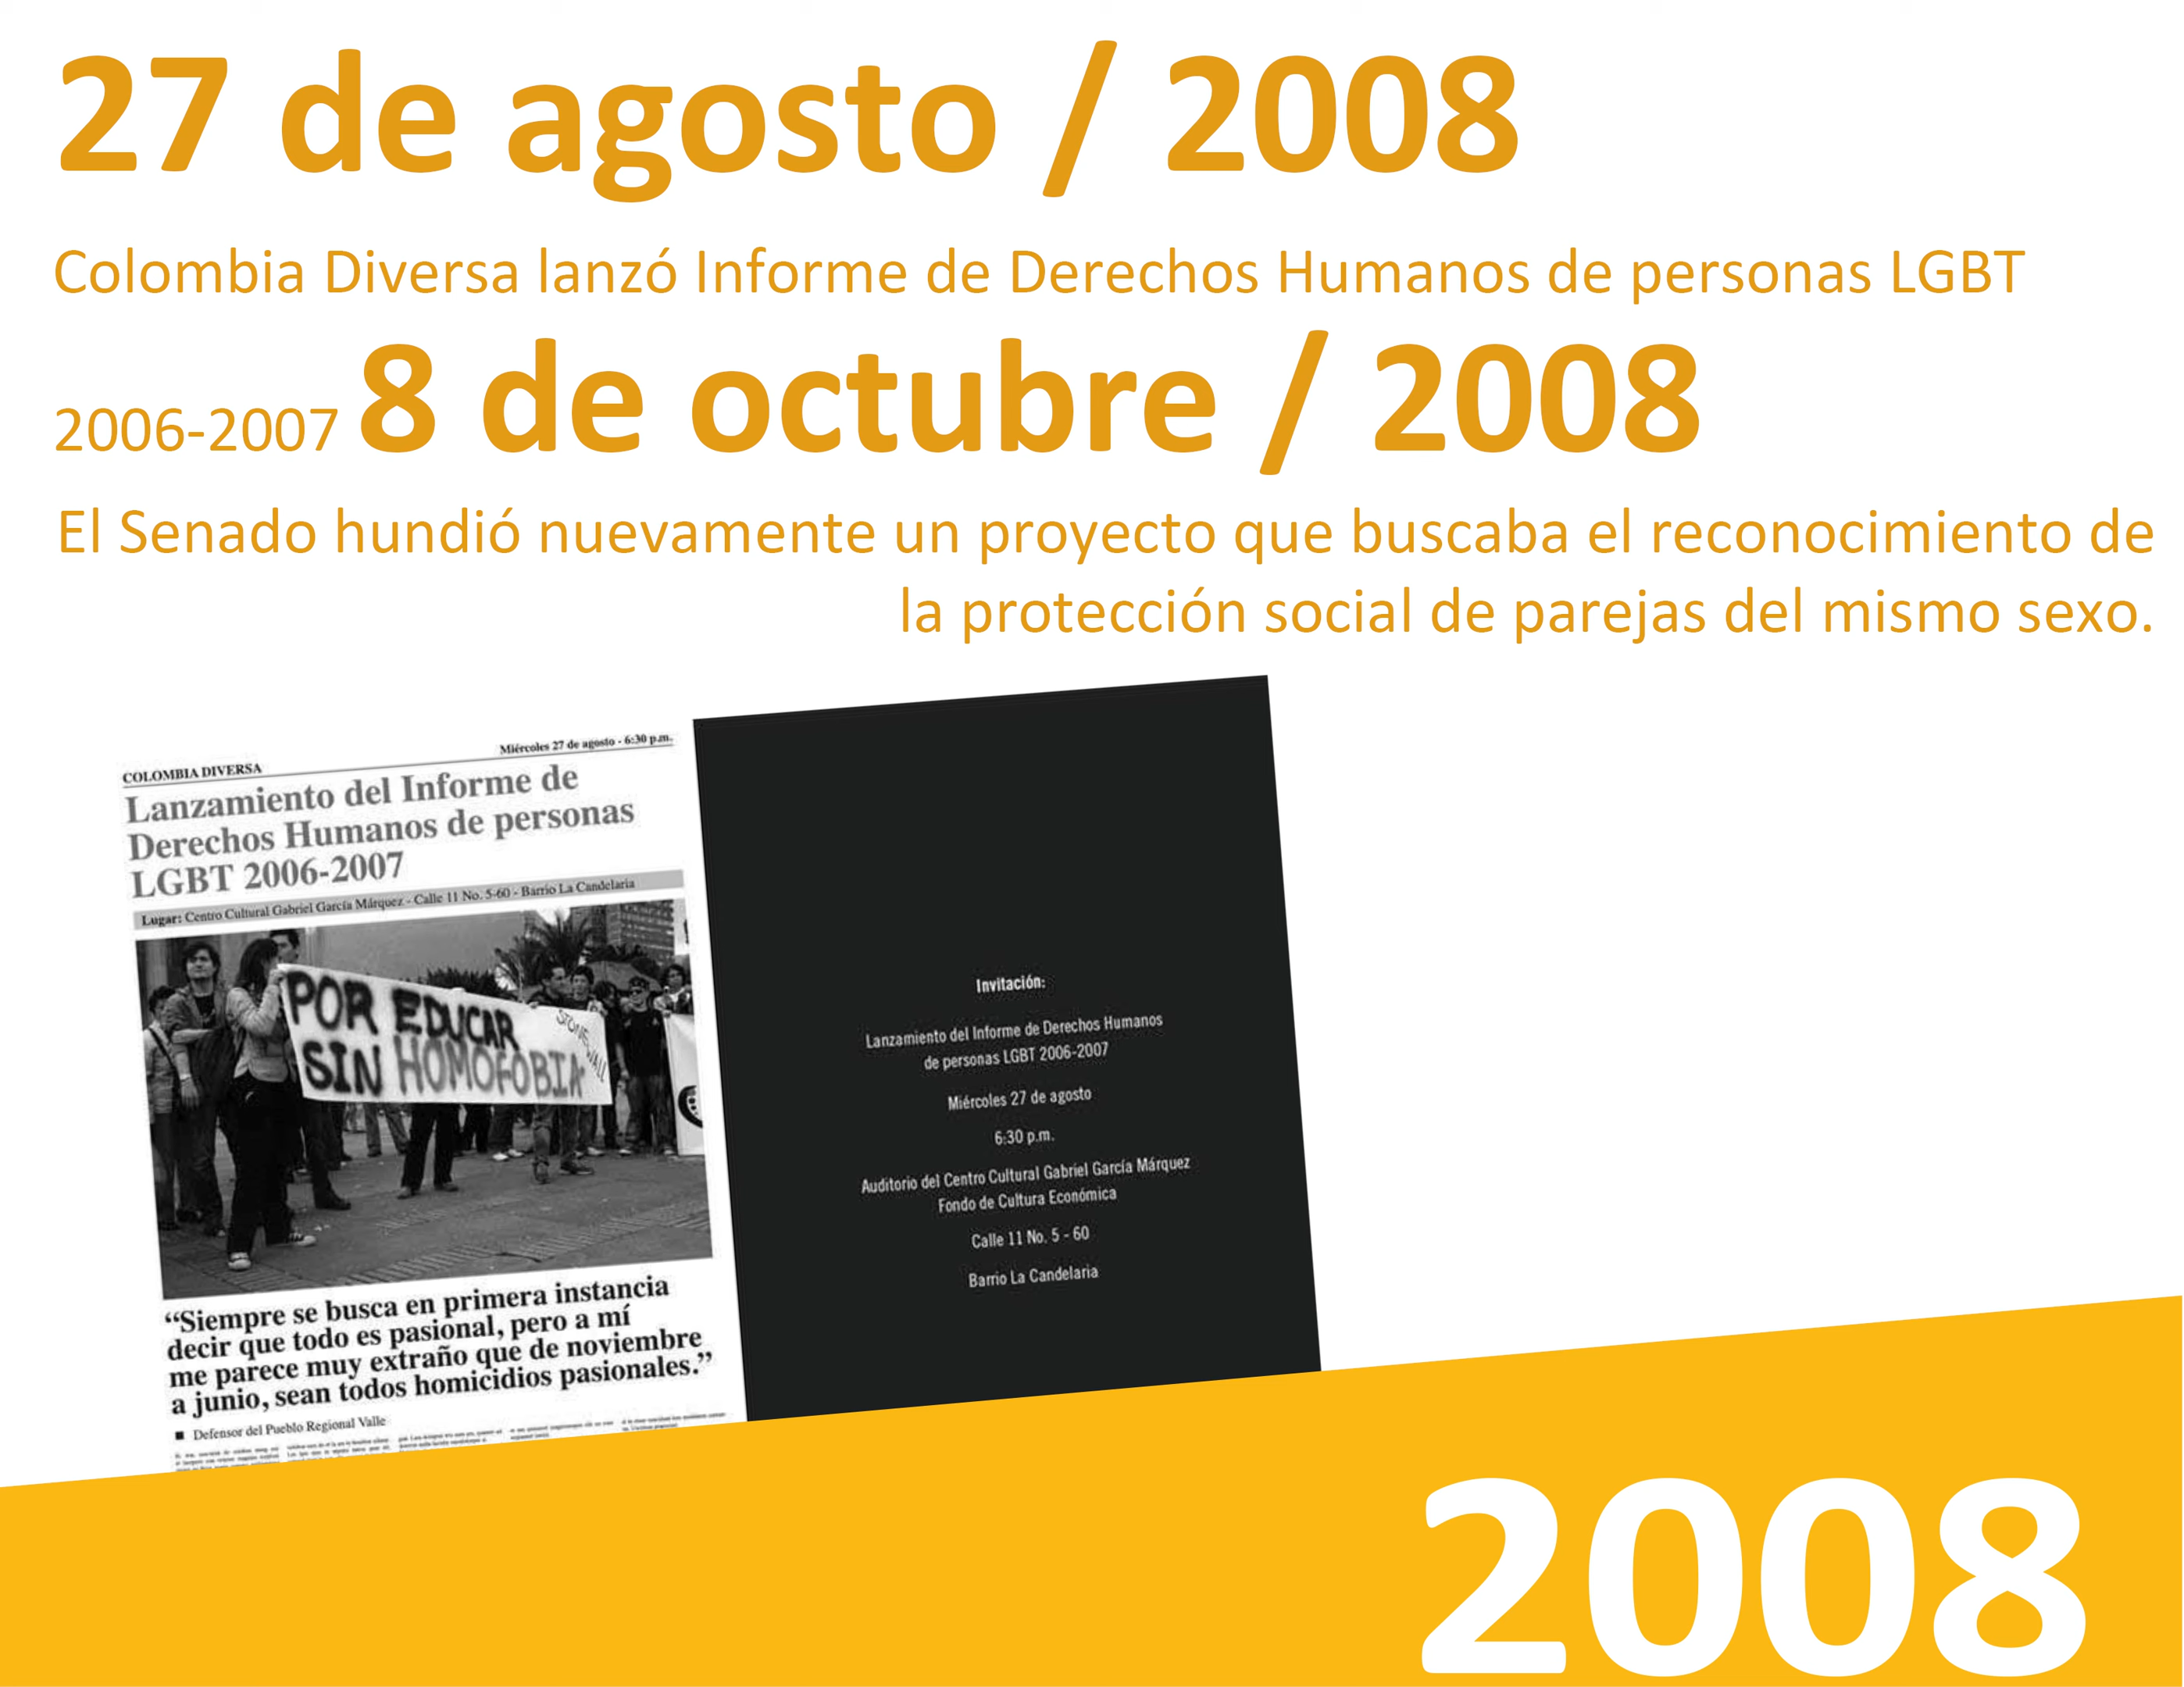 27 de agosto / 2008
Colombia Diversa lanzó Informe de Derechos Humanos de personas LGBT
2006-2007 8 de octubre / 2008
El Senado hundió nuevamente un proyecto que buscaba el reconocimiento de
la protección social de parejas del mismo sexo.
COLOMBIA DIVERSA
Miércoles 27 de agosto - 6:30 p.m.
Lanzamiento del Informe de
Derechos Humanos de personas
LGBT 2006-2007
Lugar: Centro Cultural Gabriel García Márquez - Calle 11 No. 5-60 - Barrio La Candelaria
POR EDUCAR
SIN HOMOFOBIA
STONEWALL
“Siempre se busca en primera instancia
decir que todo es pasional, pero a mí
me parece muy extraño que de noviembre
a junio, sean todos homicidios pasionales.”
■ Defensor del Pueblo Regional Valle
Invitación:
Lanzamiento del Informe de Derechos Humanos
de personas LGBT 2006-2007
Miércoles 27 de agosto
6:30 p.m.
Auditorio del Centro Cultural Gabriel García Márquez
Fondo de Cultura Económica
Calle 11 No. 5 - 60
Barrio La Candelaria
2008